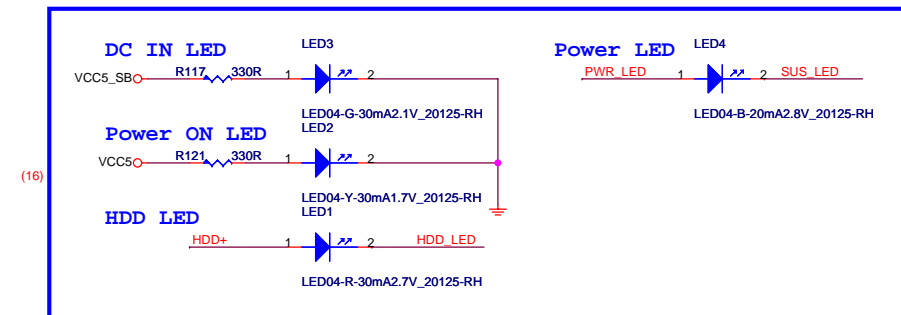 DC IN LED
LED3
VCC5_SB
R117
330R
1
2
LED04-G-30mA2.1V_20125-RH
Power ON LED
LED2
VCC5
R121
330R
1
2
LED04-Y-30mA1.7V_20125-RH
(16)
HDD LED
LED1
HDD+
1
2
HDD_LED
LED04-R-30mA2.7V_20125-RH
Power LED
LED4
PWR_LED
1
2
SUS_LED
LED04-B-20mA2.8V_20125-RH